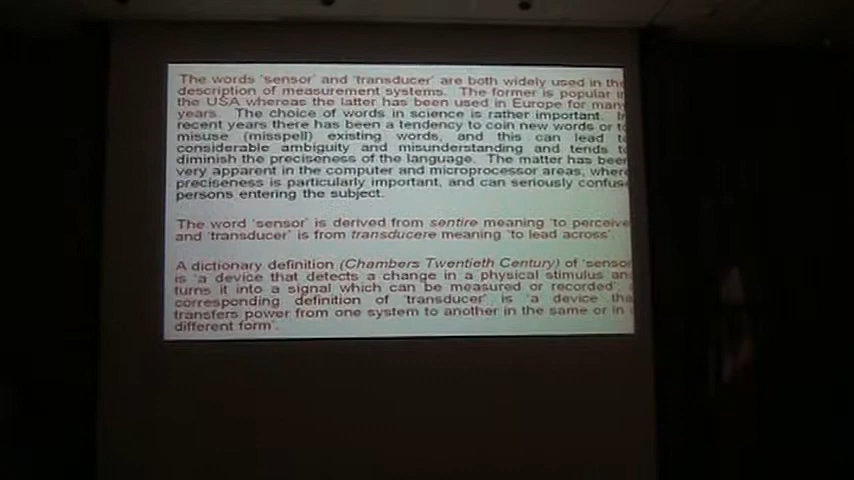 The words 'sensor' and 'transducer' are both widely used in the
description of measurement systems. The former is popular in
the USA whereas the latter has been used in Europe for many
years. The choice of words in science is rather important. In
recent years there has been a tendency to coin new words or to
misuse (misspell) existing words, and this can lead to
considerable ambiguity and misunderstanding and tends to
diminish the preciseness of the language. The matter has been
very apparent in the computer and microprocessor areas, where
preciseness is particularly important, and can seriously confuse
persons entering the subject.
The word 'sensor' is derived from sentire meaning 'to perceive'
and 'transducer' is from transducere meaning 'to lead across'.
A dictionary definition (Chambers Twentieth Century) of 'sensor'
is 'a device that detects a change in a physical stimulus and
turns it into a signal which can be measured or recorded';
corresponding definition of 'transducer' is 'a device that
transfers power from one system to another in the same or in
different form'.